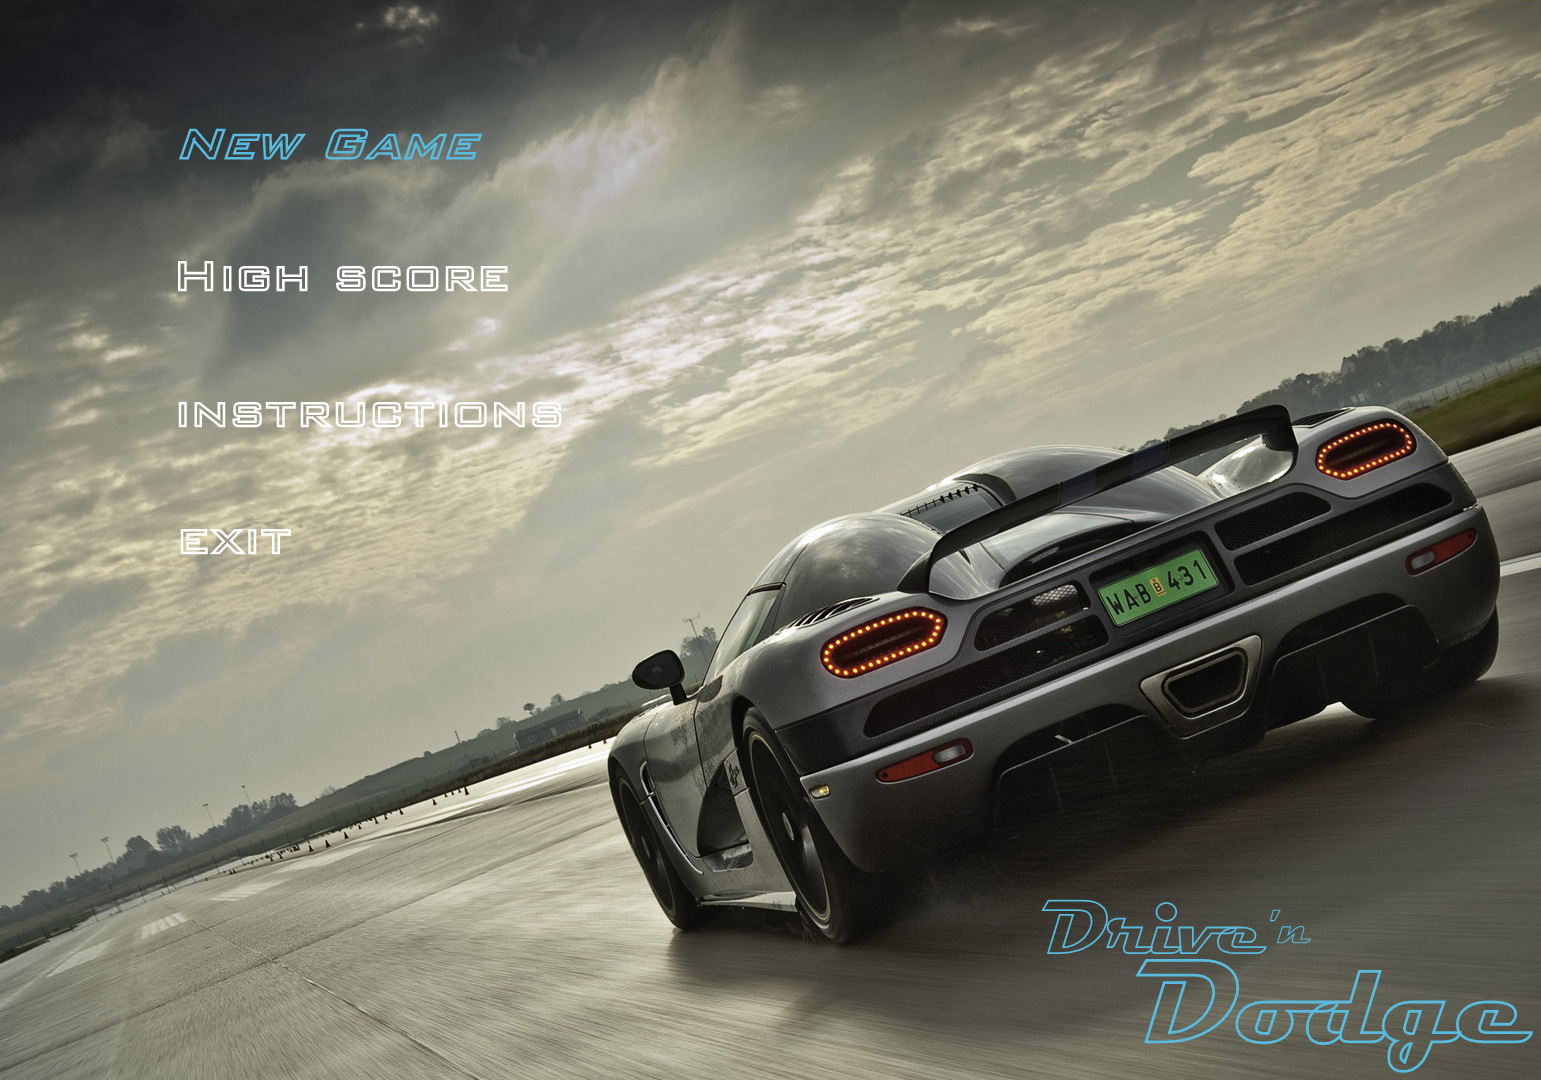 New Game
High score
instructions
exit
WAB B 431
Drive'n
Dodge